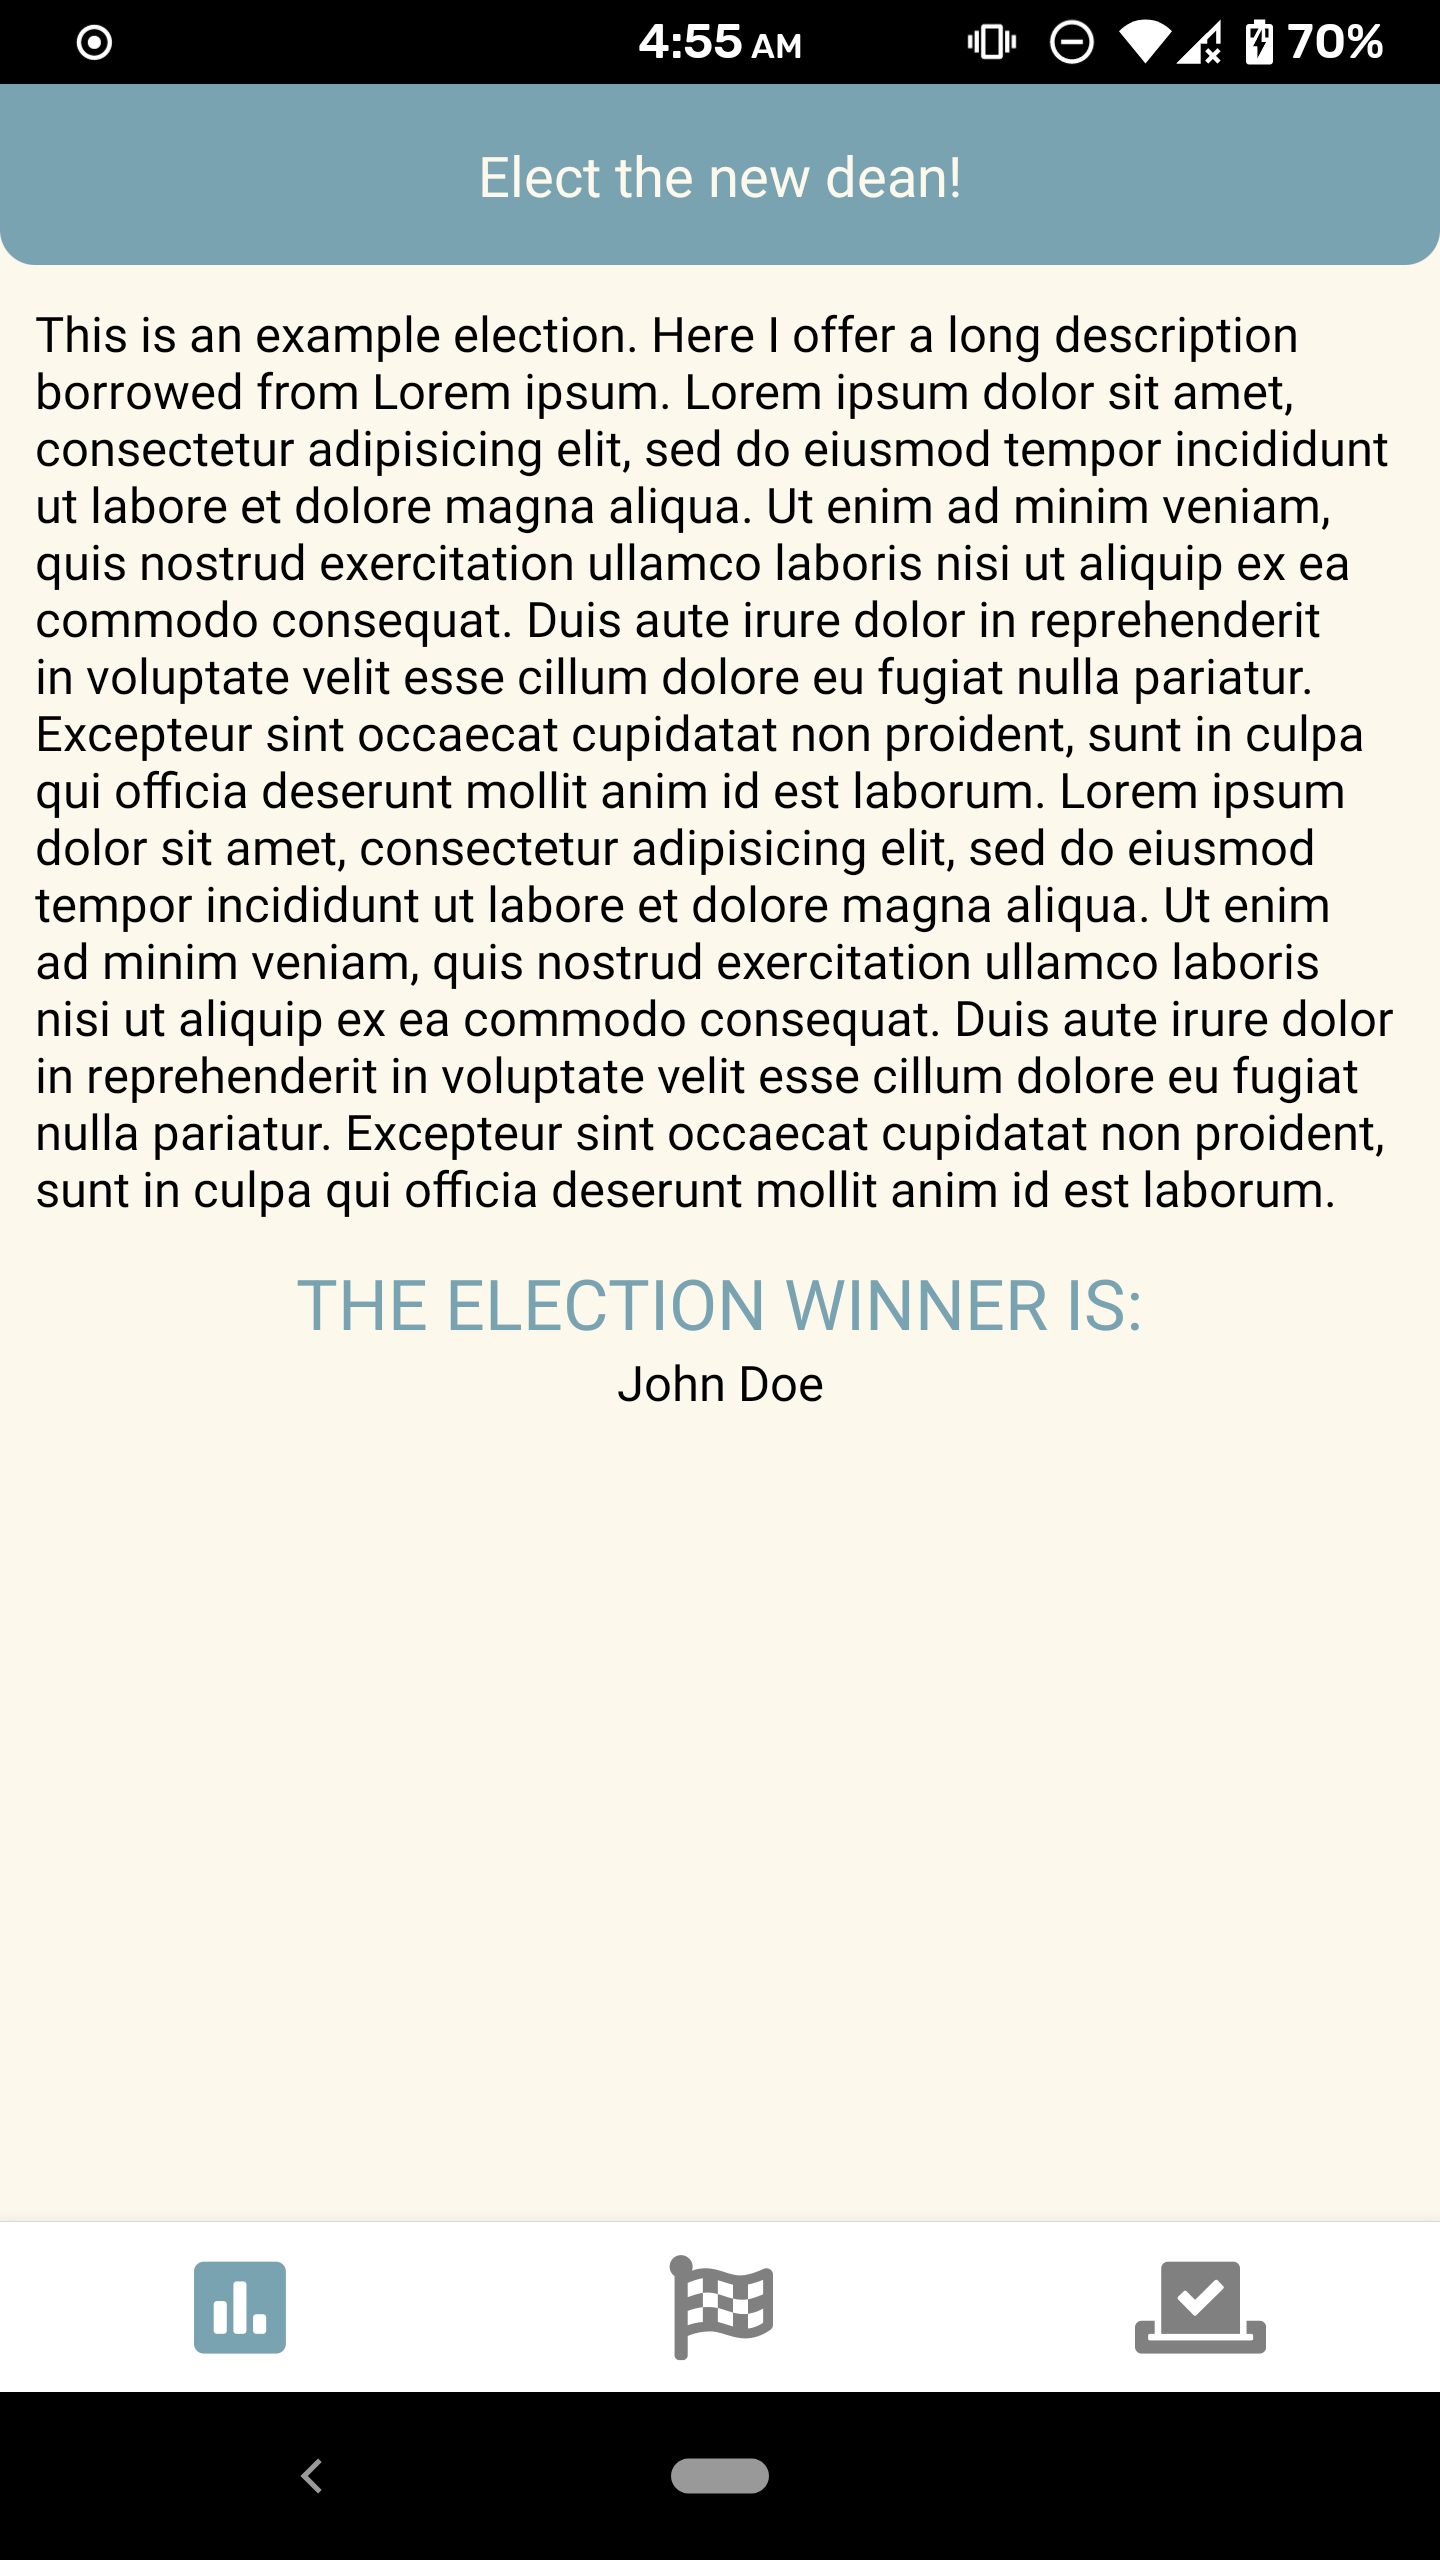 4:55 AM 70%
Elect the new dean!
This is an example election. Here I offer a long description
borrowed from Lorem ipsum. Lorem ipsum dolor sit amet,
consectetur adipisicing elit, sed do eiusmod tempor incididunt
ut labore et dolore magna aliqua. Ut enim ad minim veniam,
quis nostrud exercitation ullamco laboris nisi ut aliquip ex ea
commodo consequat. Duis aute irure dolor in reprehenderit
in voluptate velit esse cillum dolore eu fugiat nulla pariatur.
Excepteur sint occaecat cupidatat non proident, sunt in culpa
qui officia deserunt mollit anim id est laborum. Lorem ipsum
dolor sit amet, consectetur adipisicing elit, sed do eiusmod
tempor incididunt ut labore et dolore magna aliqua. Ut enim
ad minim veniam, quis nostrud exercitation ullamco laboris
nisi ut aliquip ex ea commodo consequat. Duis aute irure dolor
in reprehenderit in voluptate velit esse cillum dolore eu fugiat
nulla pariatur. Excepteur sint occaecat cupidatat non proident,
sunt in culpa qui officia deserunt mollit anim id est laborum.
THE ELECTION WINNER IS:
John Doe